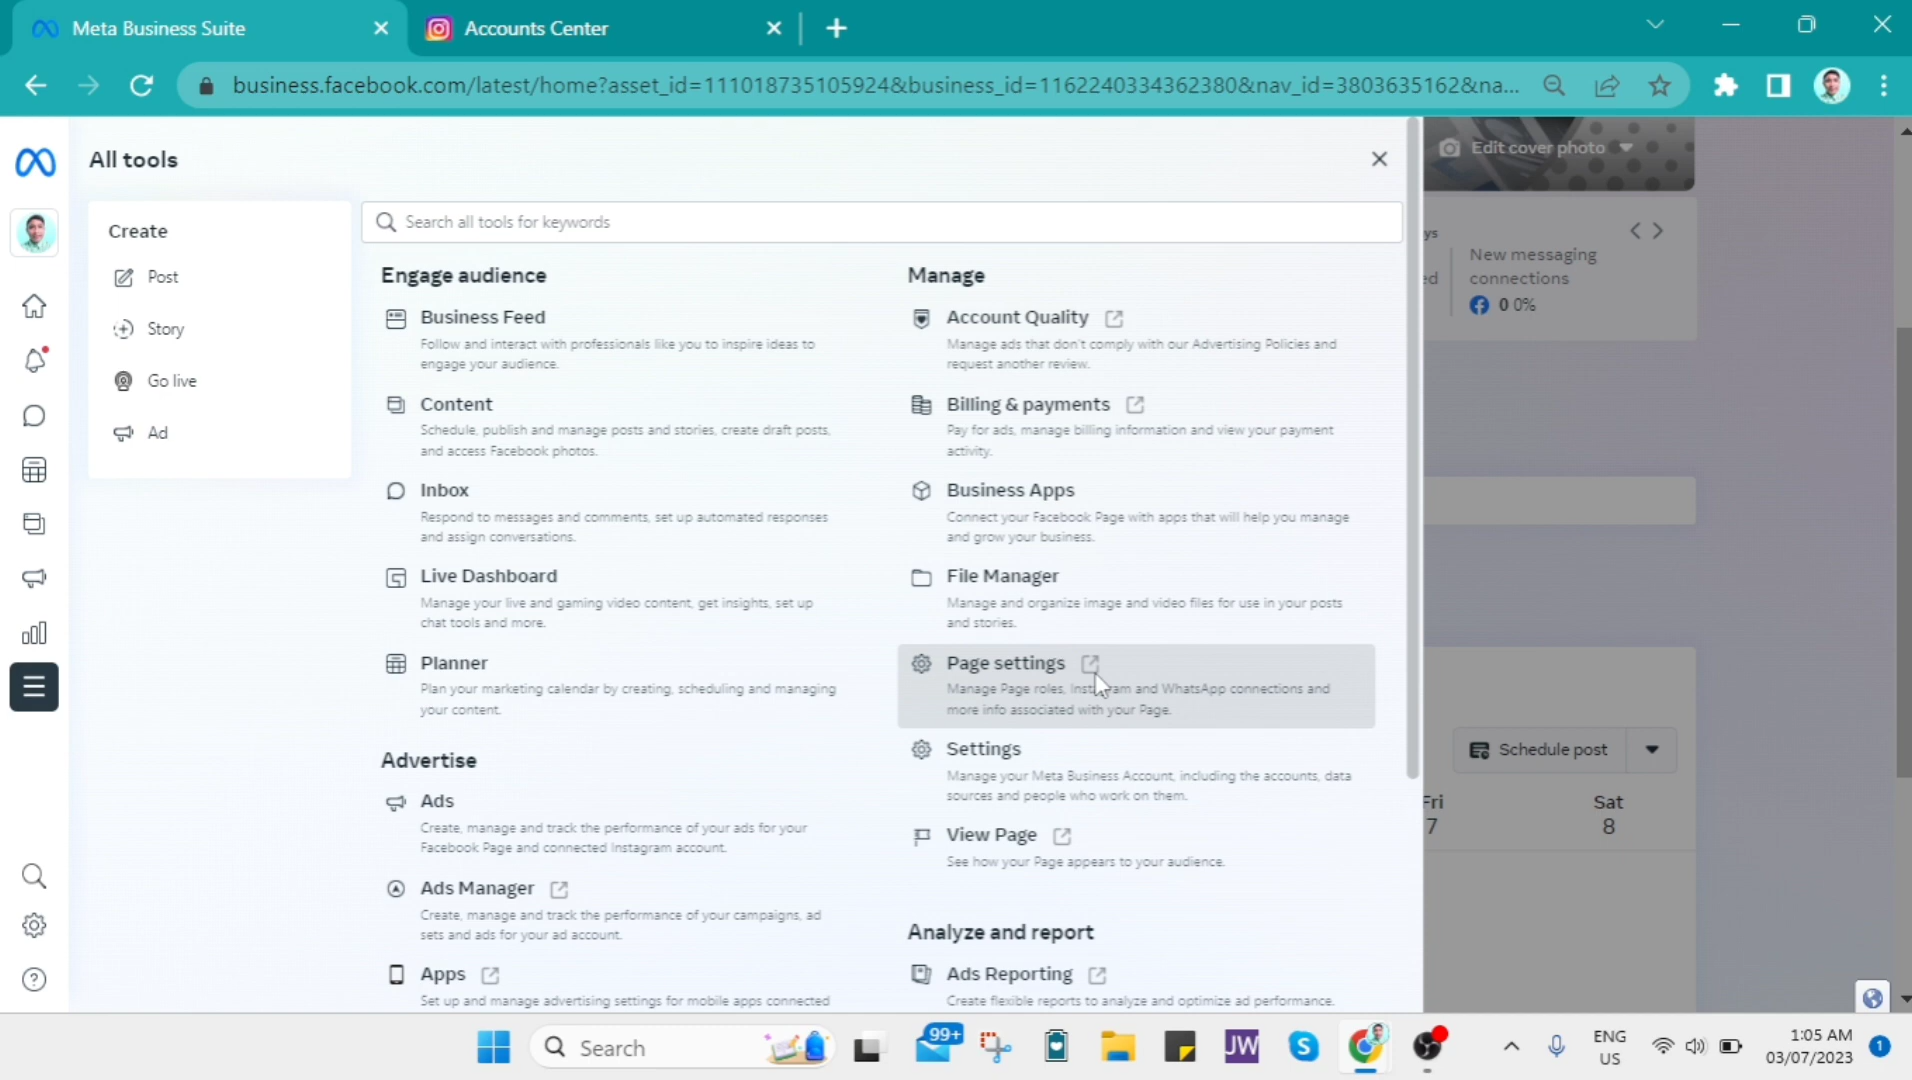 Meta Business Suite
Accounts Center
business.facebook.com/latest/home?asset_id=111018735105924&business_id=1162240334362380&nav_id=3803635162&na...
All tools
Edit cover photo
Create
Post
Story
Go live
Ad
Search all tools for keywords
Engage audience
Business Feed
Follow and interact with professionals like you to inspire ideas to
engage your audience.
Content
Schedule, publish and manage posts and stories, create draft posts,
and access Facebook photos.
Inbox
Respond to messages and comments, set up automated responses
and assign conversations.
Live Dashboard
Manage your live and gaming video content, get insights, set up
chat tools and more.
Planner
Plan your marketing calendar by creating, scheduling and managing
your content.
Advertise
Ads
Create, manage and track the performance of your ads for your
Facebook Page and connected Instagram account.
Ads Manager
Create, manage and track the performance of your campaigns, ad
sets and ads for your ad account.
Apps
Set up and manage advertising settings for mobile apps connected
Manage
Account Quality
Manage ads that don't comply with our Advertising Policies and
request another review.
Billing & payments
Pay for ads, manage billing information and view your payment
activity.
Business Apps
Connect your Facebook Page with apps that will help you manage
and grow your business.
File Manager
Manage and organize image and video files for use in your posts
and stories.
Page settings
Manage Page roles, Instagram and WhatsApp connections and
more info associated with your Page.
Settings
Manage your Meta Business Account, including the accounts, data
sources and people who work on them.
View Page
See how your Page appears to your audience.
Analyze and report
Ads Reporting
Create flexible reports to analyze and optimize ad performance.
ys
ed
New messaging
connections
0 0%
Schedule post
Fri
7
Sat
8
Search
99+
JW
S
ENG
US
1:05 AM
03/07/2023
1